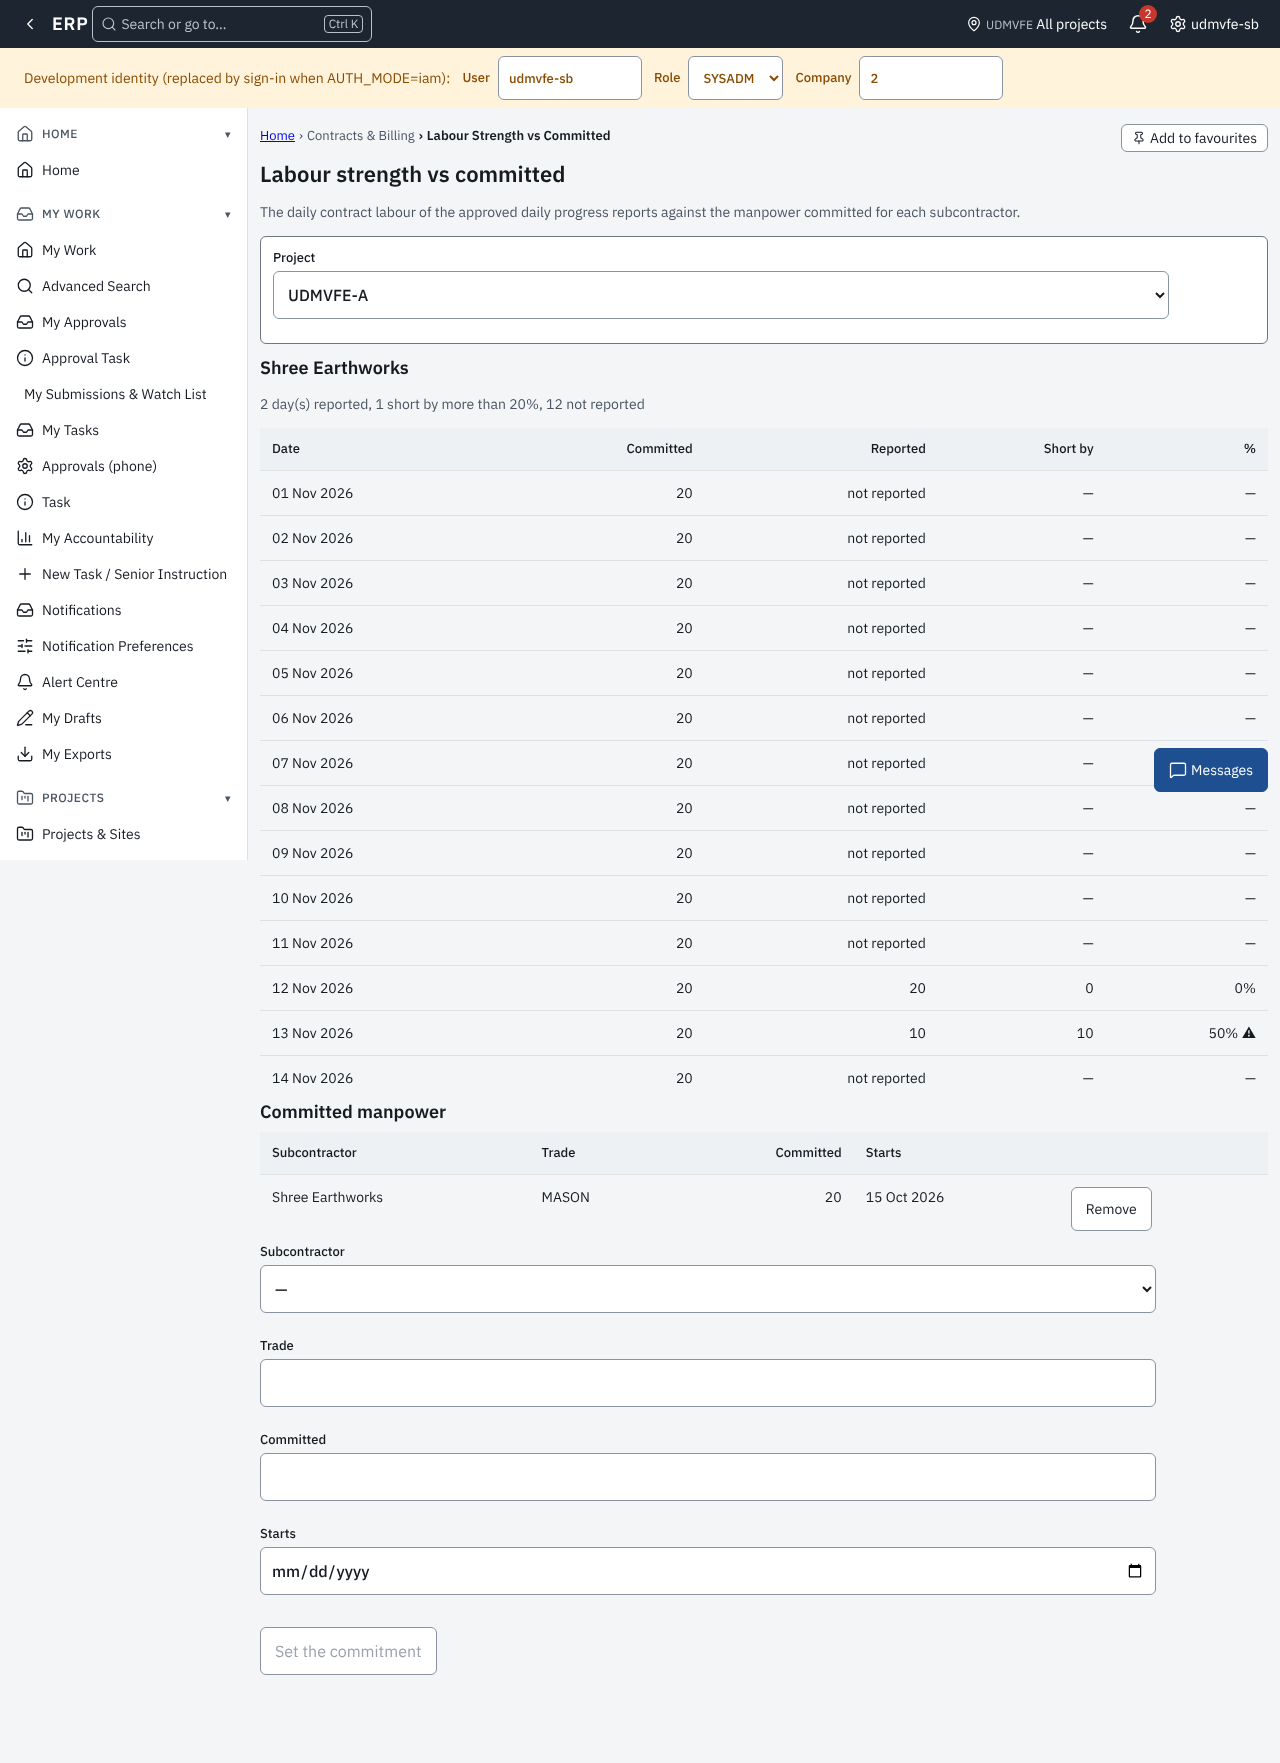 ERP
Search or go to...
Ctrl K
UDMVFE All projects
2
udmvfe-sb
Development identity (replaced by sign-in when AUTH_MODE=iam):
User
udmvfe-sb
Role
SYSADM
Company
2
HOME
Home
MY WORK
My Work
Advanced Search
My Approvals
Approval Task
My Submissions & Watch List
My Tasks
Approvals (phone)
Task
My Accountability
New Task / Senior Instruction
Notifications
Notification Preferences
Alert Centre
My Drafts
My Exports
PROJECTS
Projects & Sites
Home › Contracts & Billing › Labour Strength vs Committed
Add to favourites
Labour strength vs committed
The daily contract labour of the approved daily progress reports against the manpower committed for each subcontractor.
Project
UDMVFE-A
Shree Earthworks
2 day(s) reported, 1 short by more than 20%, 12 not reported
Date Committed Reported Short by %
01 Nov 2026 20 not reported — —
02 Nov 2026 20 not reported — —
03 Nov 2026 20 not reported — —
04 Nov 2026 20 not reported — —
05 Nov 2026 20 not reported — —
06 Nov 2026 20 not reported — —
07 Nov 2026 20 not reported —
Messages
08 Nov 2026 20 not reported — —
09 Nov 2026 20 not reported — —
10 Nov 2026 20 not reported — —
11 Nov 2026 20 not reported — —
12 Nov 2026 20 20 0 0%
13 Nov 2026 20 10 10 50% ⚠
14 Nov 2026 20 not reported — —
Committed manpower
Subcontractor Trade Committed Starts
Shree Earthworks MASON 20 15 Oct 2026 Remove
Subcontractor
—
Trade
Committed
Starts
mm/dd/yyyy
Set the commitment